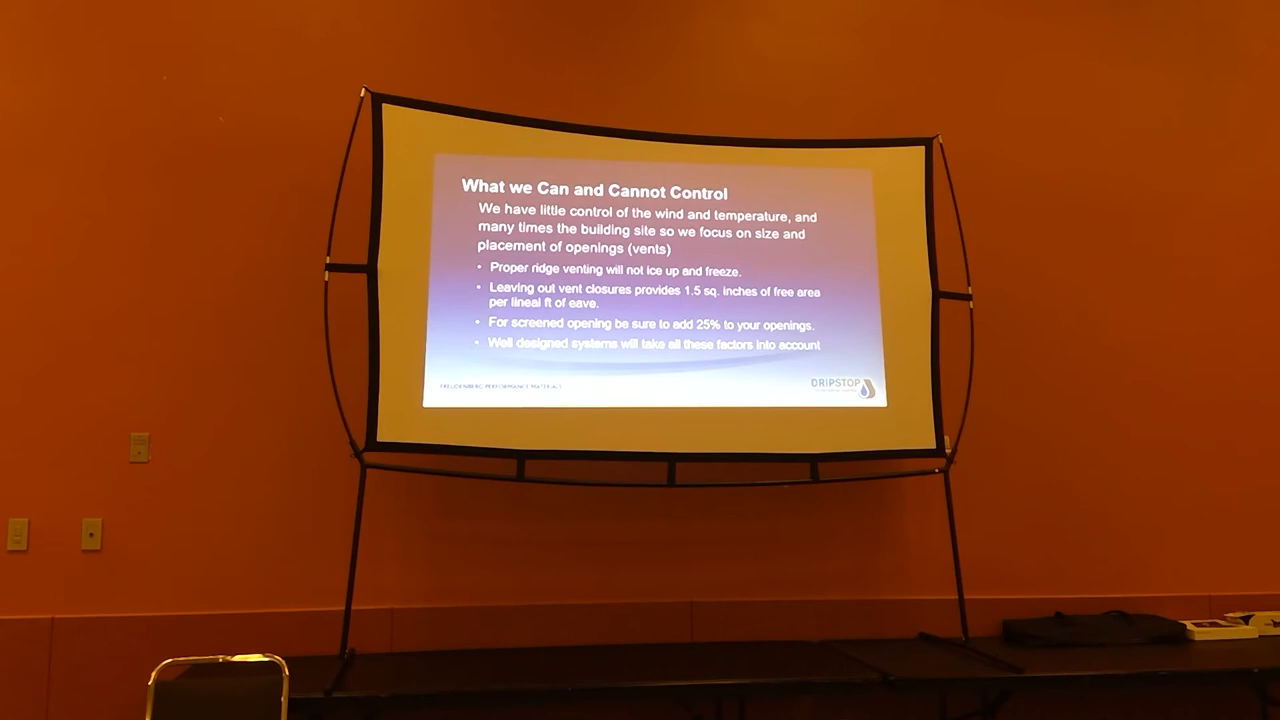 What we Can and Cannot Control
We have little control of the wind and temperature, and
many times the building site so we focus on size and
placement of openings (vents)
• Proper ridge venting will not ice up and freeze.
• Leaving out vent closures provides 1.5 sq. inches of free area
per lineal ft of eave.
• For screened opening be sure to add 25% to your openings.
• Well designed systems will take all these factors into account
FREUDENBERG PERFORMANCE MATERIALS
DRIPSTOP